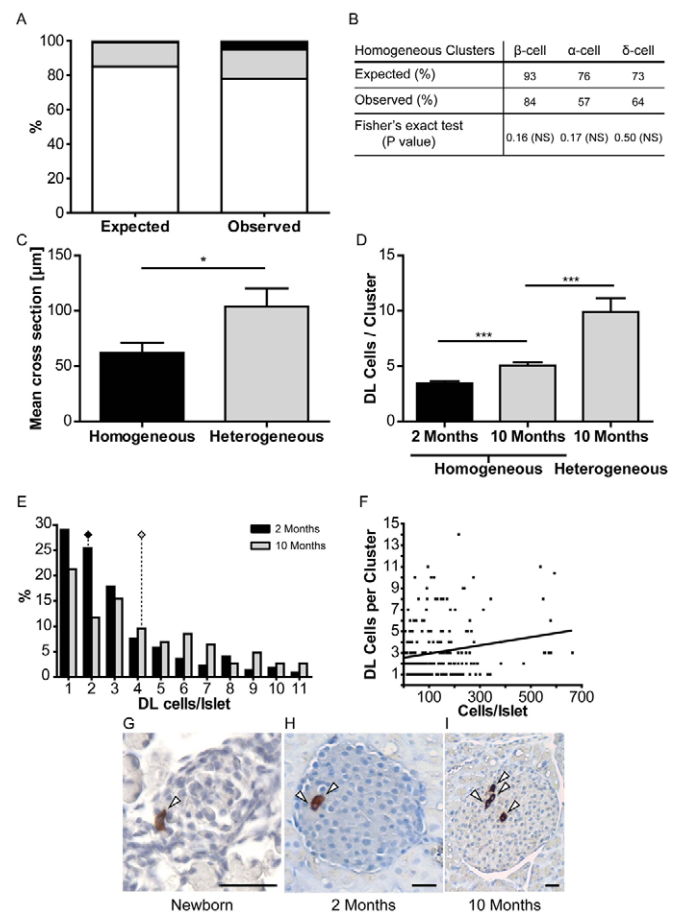 A
100
80
60
40
20
0
%
Expected
Observed
B
Homogeneous Clusters β-cell α-cell δ-cell
Expected (%) 93 76 73
Observed (%) 84 57 64
Fisher's exact test
(P value)
0.16 (NS) 0.17 (NS) 0.50 (NS)
C
Mean cross section [µm]
150
100
50
0
*
Homogeneous
Heterogeneous
D
DL Cells / Cluster
15
10
5
0
***
***
2 Months 10 Months 10 Months
Homogeneous
Heterogeneous
E
%
30
25
20
15
10
5
0
2 Months
10 Months
1 2 3 4 5 6 7 8 9 10 11
DL cells/Islet
F
DL Cells per Cluster
15
13
11
9
7
5
3
1
100 300 500 700
Cells/Islet
G
H
I
Newborn
2 Months
10 Months